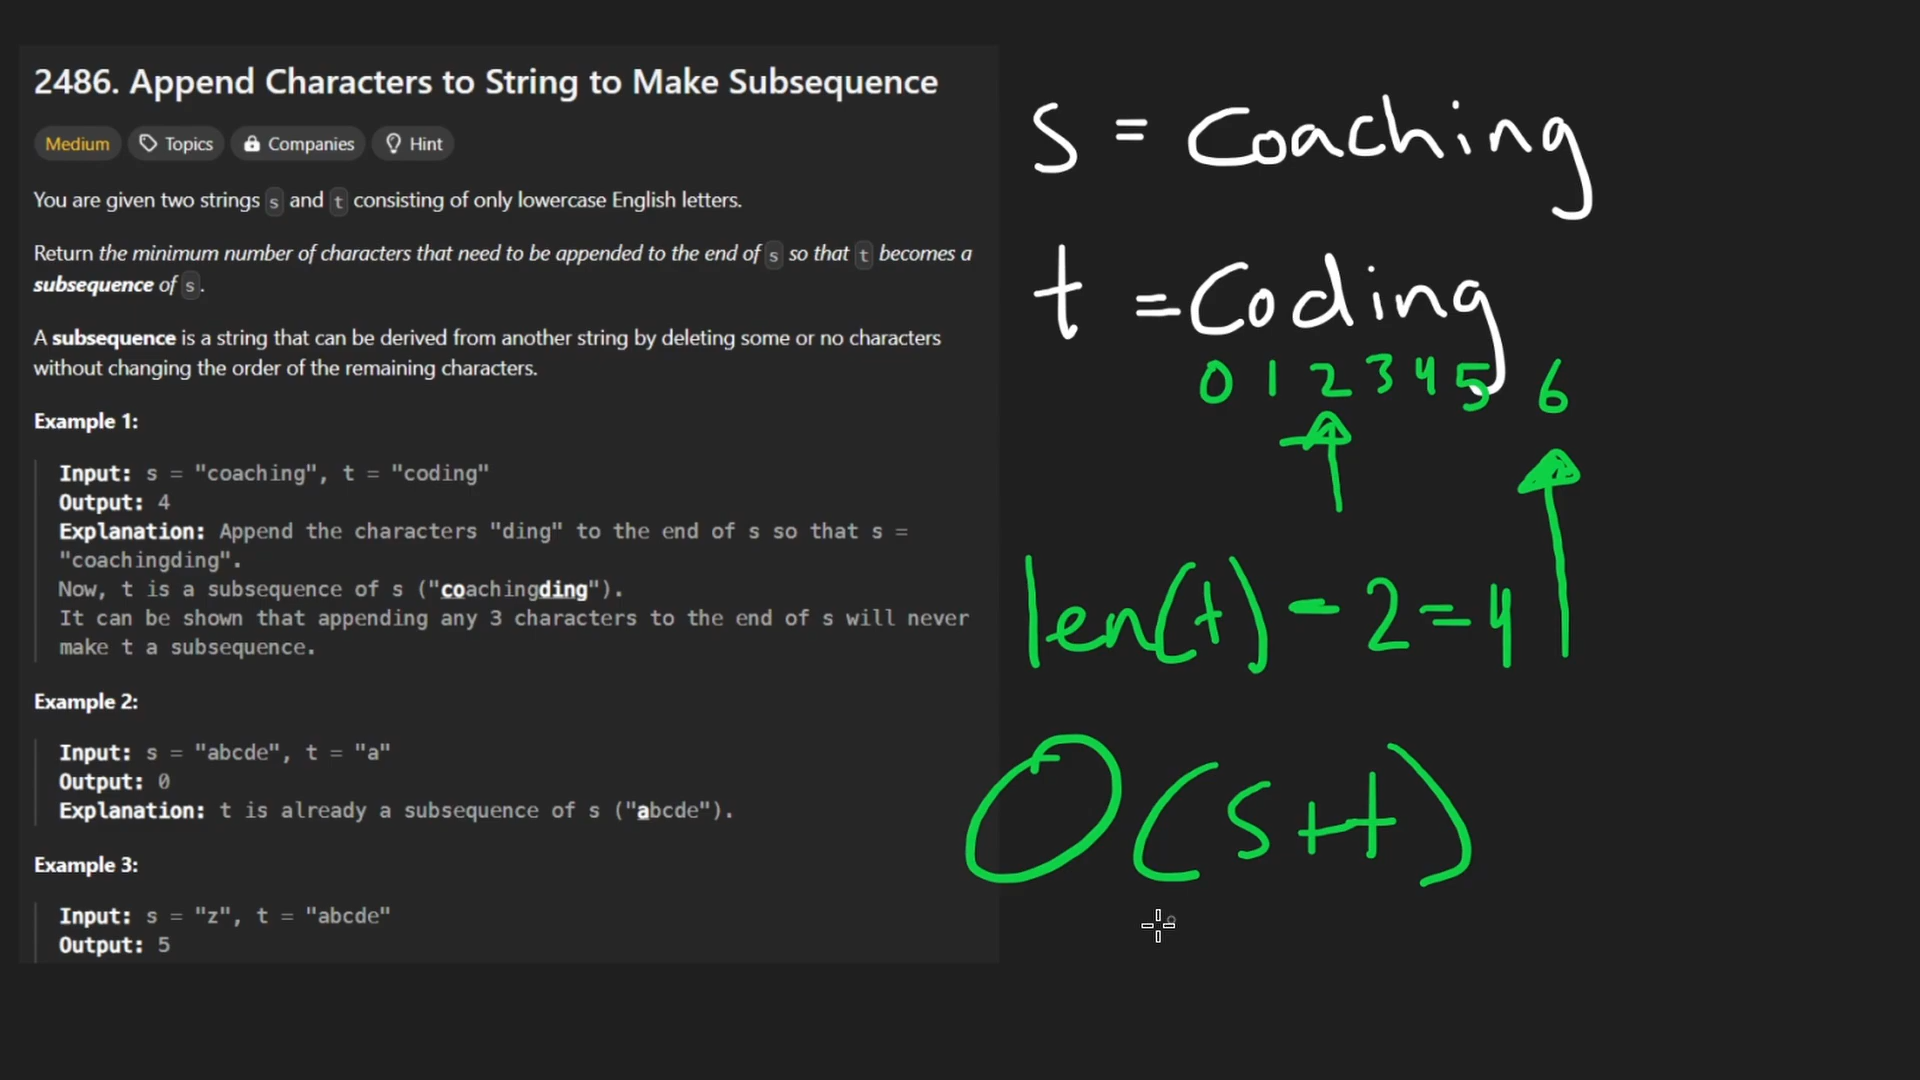 2486. Append Characters to String to Make Subsequence
Medium Topics Companies Hint
You are given two strings s and t consisting of only lowercase English letters.
Return the minimum number of characters that need to be appended to the end of s so that t becomes a
subsequence of s.
A subsequence is a string that can be derived from another string by deleting some or no characters
without changing the order of the remaining characters.
Example 1:
Input: s = "coaching", t = "coding"
Output: 4
Explanation: Append the characters "ding" to the end of s so that s =
"coachingding".
Now, t is a subsequence of s ("coachingding").
It can be shown that appending any 3 characters to the end of s will never
make t a subsequence.
Example 2:
Input: s = "abcde", t = "a"
Output: 0
Explanation: t is already a subsequence of s ("abcde").
Example 3:
Input: s = "z", t = "abcde"
Output: 5
S = Coaching
t = Coding
0 1 2 3 4 5 6
len(t) - 2 = 4
O(s+t)